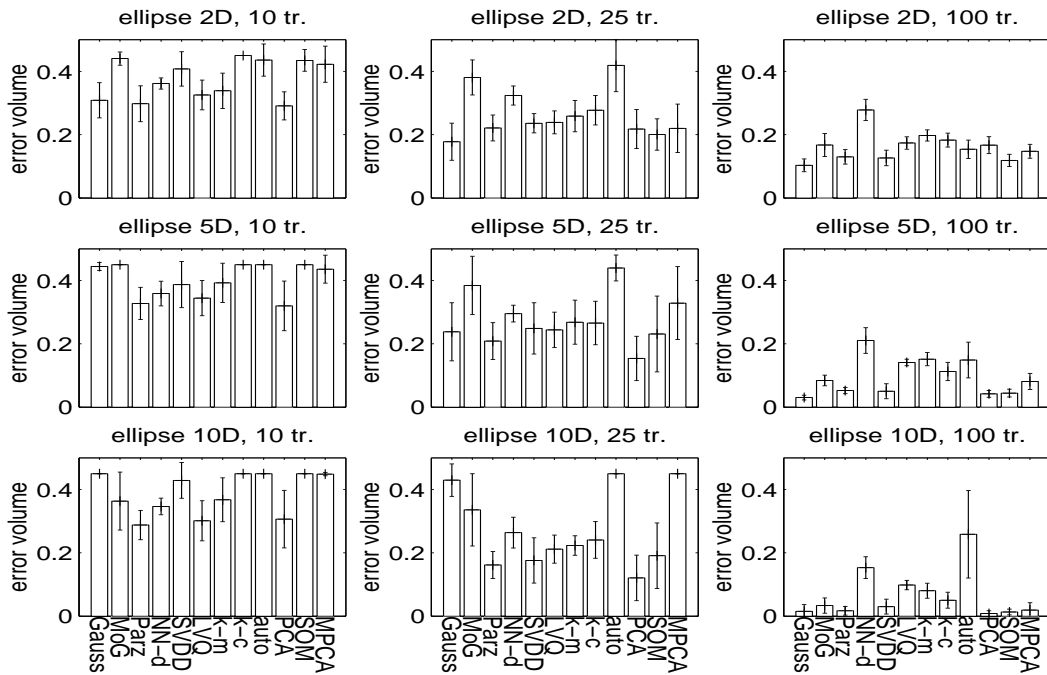 ellipse 2D, 10 tr.
ellipse 2D, 25 tr.
ellipse 2D, 100 tr.
error volume
0.4
0.2
0
error volume
0.4
0.2
0
error volume
0.4
0.2
0
ellipse 5D, 10 tr.
ellipse 5D, 25 tr.
ellipse 5D, 100 tr.
error volume
0.4
0.2
0
error volume
0.4
0.2
0
error volume
0.4
0.2
0
ellipse 10D, 10 tr.
ellipse 10D, 25 tr.
ellipse 10D, 100 tr.
error volume
0.4
0.2
0
error volume
0.4
0.2
0
error volume
0.4
0.2
0
Gauss
MoG
Parz
NN-d
SVDD
LVQ
k-m
k-c
auto
PCA
SOM
MPCA
Gauss
MoG
Parz
NN-d
SVDD
LVQ
k-m
k-c
auto
PCA
SOM
MPCA
Gauss
MoG
Parz
NN-d
SVDD
LVQ
k-m
k-c
auto
PCA
SOM
MPCA